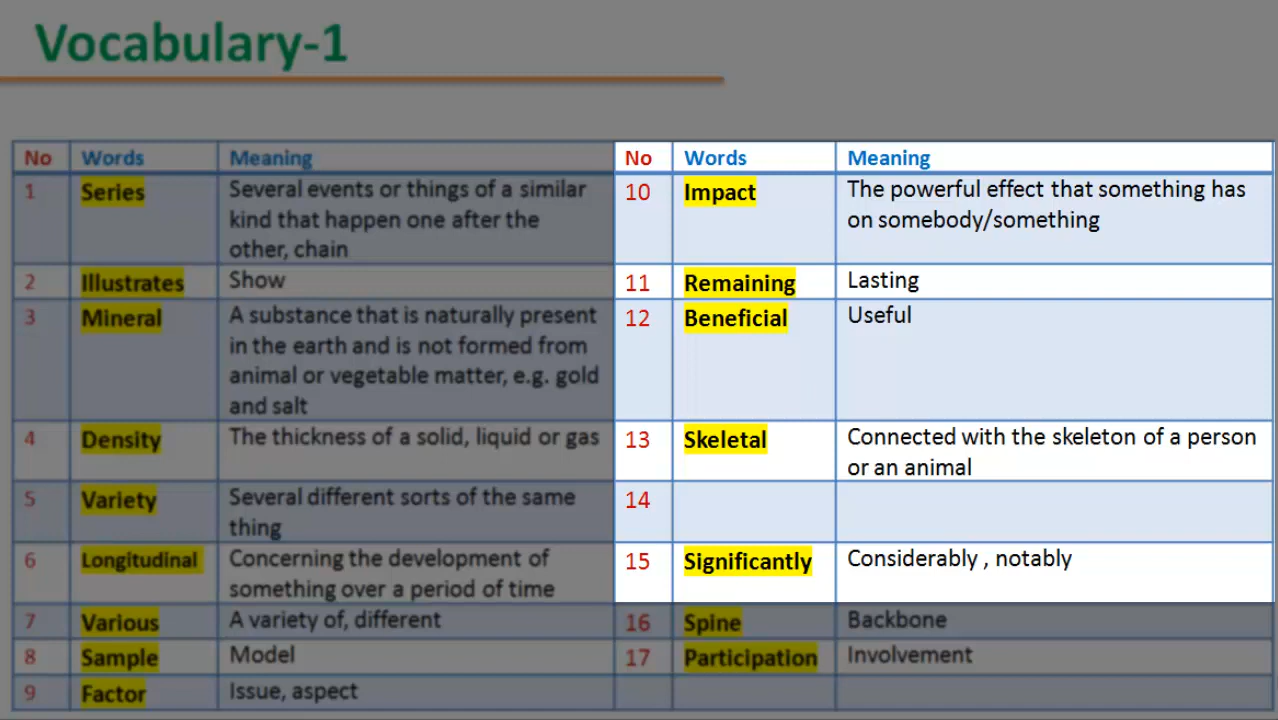 Vocabulary-1
No Words Meaning
1 Series Several events or things of a similar
kind that happen one after the
other, chain
2 Illustrates Show
3 Mineral A substance that is naturally present
in the earth and is not formed from
animal or vegetable matter, e.g. gold
and salt
4 Density The thickness of a solid, liquid or gas
5 Variety Several different sorts of the same
thing
6 Longitudinal Concerning the development of
something over a period of time
7 Various A variety of, different
8 Sample Model
9 Factor Issue, aspect
No Words Meaning
10 Impact The powerful effect that something has
on somebody/something
11 Remaining Lasting
12 Beneficial Useful
13 Skeletal Connected with the skeleton of a person
or an animal
14
15 Significantly Considerably , notably
16 Spine Backbone
17 Participation Involvement